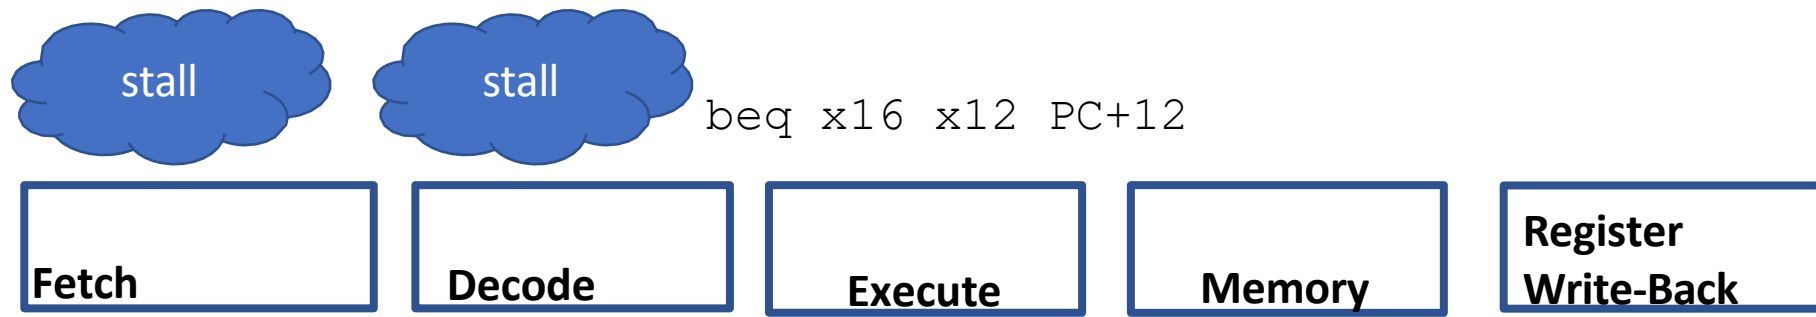 stall
stall
beq x16 x12 PC+12
Fetch
Decode
Execute
Memory
Register
Write-Back